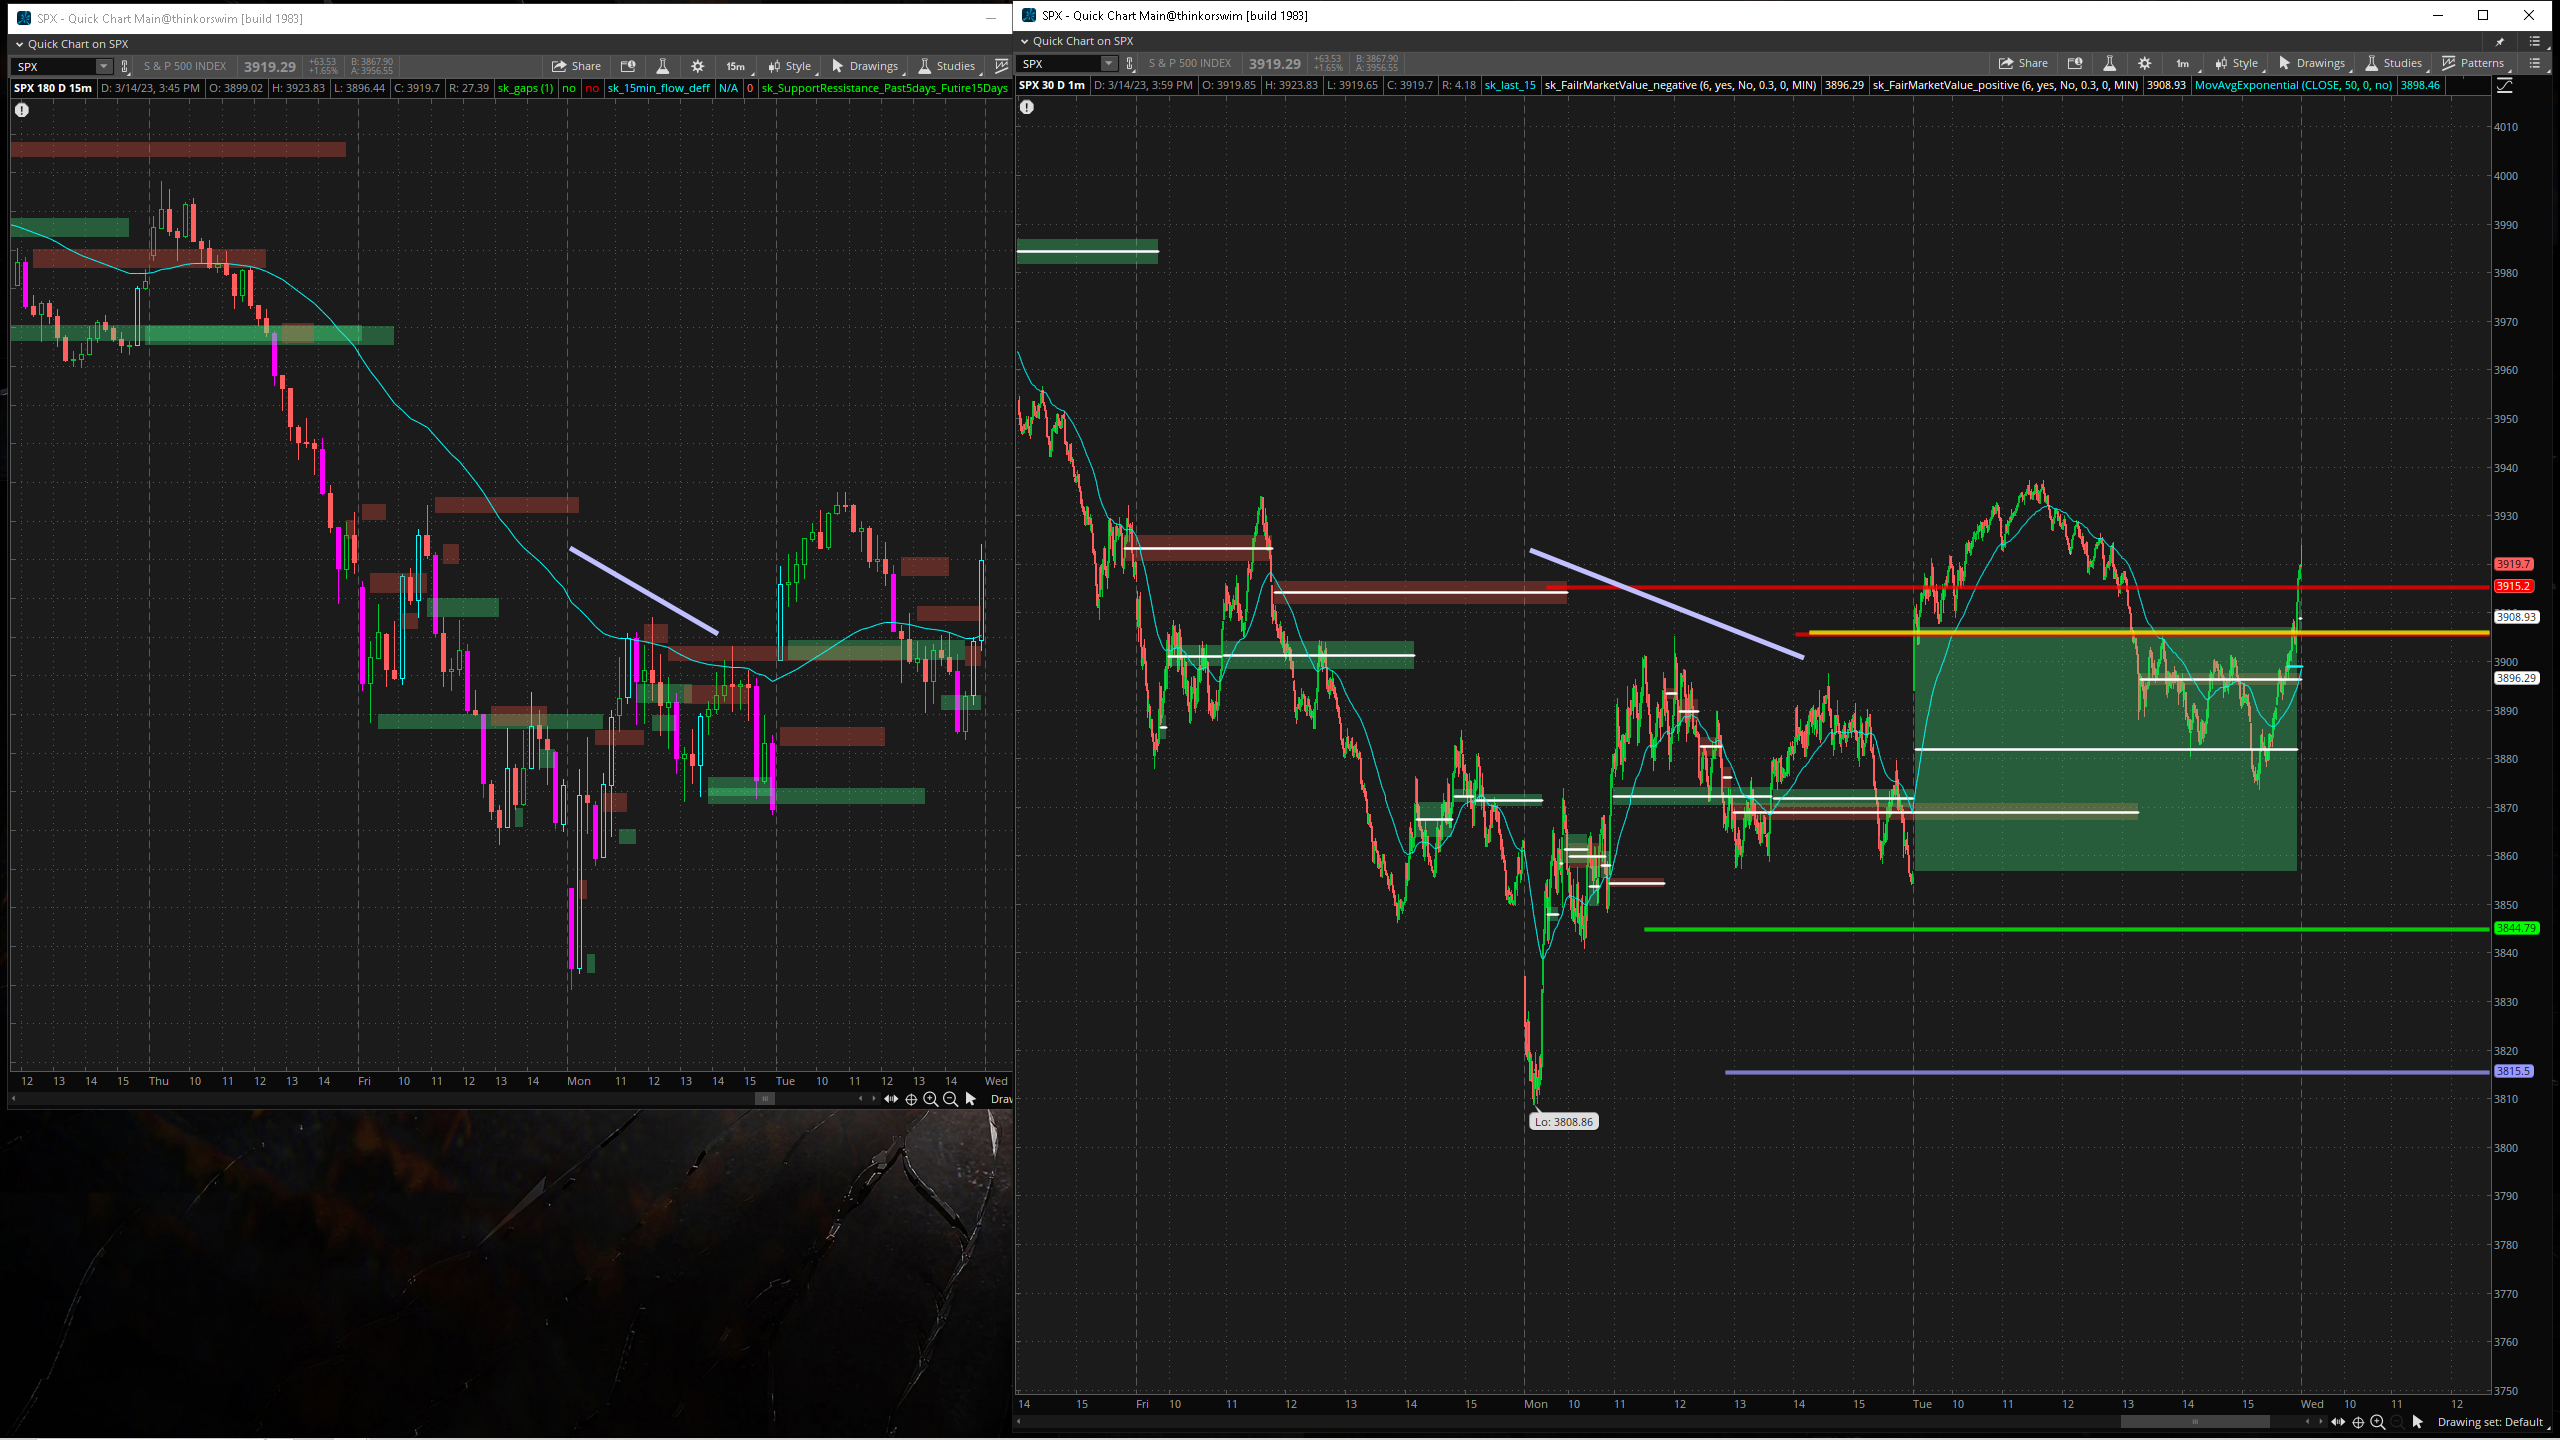 SPX - Quick Chart Main@thinkorswim [build 1983]
Quick Chart on SPX
SPX S & P 500 INDEX 3919.29 +63.53 +1.65% B: 3867.90 A: 3956.55 Share 15m Style Drawings Studies
SPX 180 D 15m D: 3/14/23, 3:45 PM O: 3899.02 H: 3923.83 L: 3896.44 C: 3919.7 R: 27.39 sk_gaps (1) no no sk_15min_flow_deff N/A 0 sk_SupportRessistance_Past5days_Futire15Days
12 13 14 15 Thu 10 11 12 13 14 Fri 10 11 12 13 14 Mon 11 12 13 14 15 Tue 10 11 12 13 14 Wed
Draw
SPX - Quick Chart Main@thinkorswim [build 1983]
Quick Chart on SPX
SPX S & P 500 INDEX 3919.29 +63.53 +1.65% B: 3867.90 A: 3956.55 Share 1m Style Drawings Studies Patterns
SPX 30 D 1m D: 3/14/23, 3:59 PM O: 3919.85 H: 3923.83 L: 3919.65 C: 3919.7 R: 4.18 sk_last_15 sk_FailrMarketValue_negative (6, yes, No, 0.3, 0, MIN) 3896.29 sk_FairMarketValue_positive (6, yes, No, 0.3, 0, MIN) 3908.93 MovAvgExponential (CLOSE, 50, 0, no) 3898.46
4010
4000
3990
3980
3970
3960
3950
3940
3930
3919.7
3915.2
3908.93
3900
3896.29
3890
3880
3870
3860
3850
3844.79
3840
3830
3820
3815.5
3810
Lo: 3808.86
3800
3790
3780
3770
3760
3750
14 15 Fri 10 11 12 13 14 15 Mon 10 11 12 13 14 15 Tue 10 11 12 13 14 15 Wed 10 11 12
Drawing set: Default